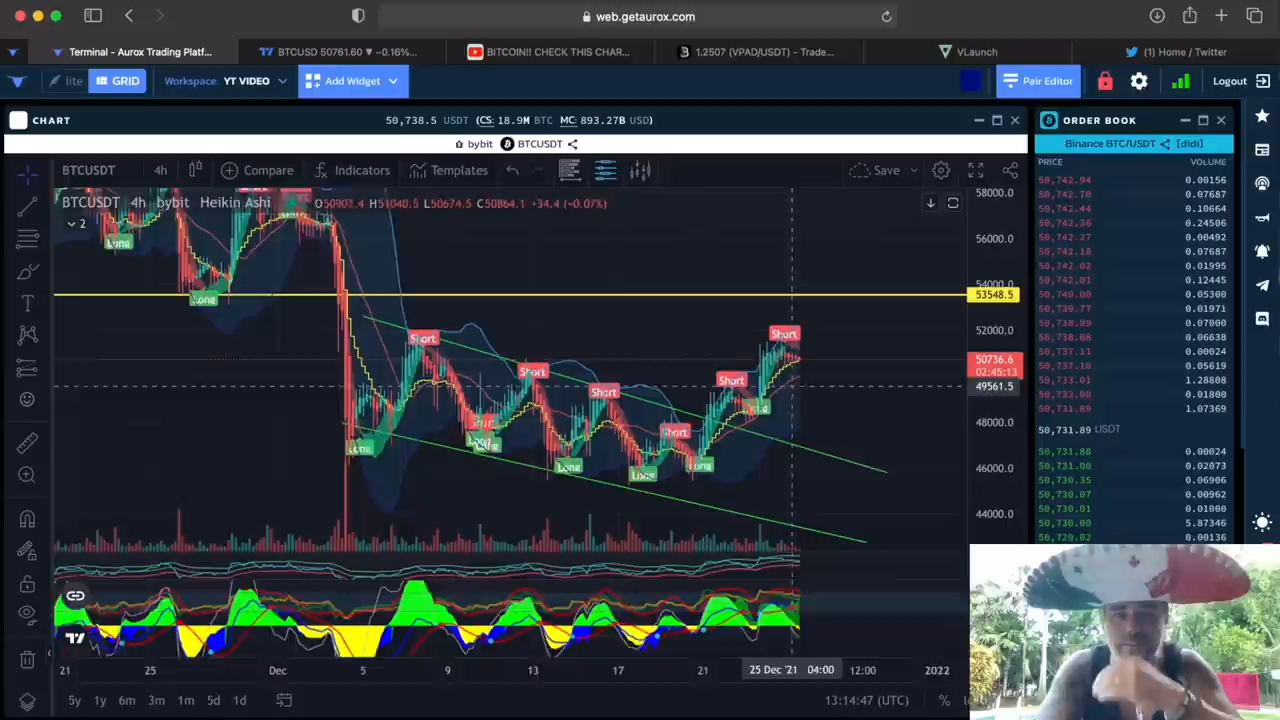 web.getaurox.com
Terminal - Aurox Trading Platf...
BTCUSD 50761.60 ▼ −0.16%...
BITCOIN!! CHECK THIS CHAR...
1.2507 (VPAD/USDT) - Trade...
VLaunch
(1) Home / Twitter
lite
GRID
Workspace: YT VIDEO
Add Widget
Pair Editor
Logout
CHART
50,738.5 USDT (CS: 18.9M BTC MC: 893.27B USD)
ORDER BOOK
bybit BTCUSDT
Binance BTC/USDT [didi]
BTCUSDT 4h Compare Indicators Templates Save
BTCUSDT 4h bybit Heikin Ashi
H51040.5 L50674.5 C50864.1 −34.4 (−0.07%)
2
PRICE VOLUME
50,742.94 0.00156
50,742.70 0.07687
50,742.44 0.10664
50,742.36 0.24506
50,742.27 0.00492
50,742.18 0.07687
50,742.02 0.01995
50,742.01 0.12445
50,740.00 0.05300
50,739.77 0.01971
50,738.09 0.07000
50,738.08 0.06638
50,737.11 0.00024
50,737.10 0.05619
50,733.01 1.28808
50,733.00 0.01800
50,731.89 1.07369
50,731.89 USDT
50,731.88 0.00024
50,731.00 0.02073
50,730.35 0.06906
50,730.07 0.00962
50,730.01 0.01000
50,730.00 5.87346
50,729.02 0.00136
58000.0
56000.0
54000.0
53548.5
52000.0
50736.6
02:45:13
49561.5
48000.0
46000.0
44000.0
Long
Long
Short
Short
Short
Short
Short
Short
Long
Long
Long
Long
Long
Long
21 25 Dec 5 9 13 17 21 25 Dec '21 04:00 12:00 2022
5y 1y 6m 3m 1m 5d 1d
13:14:47 (UTC) %